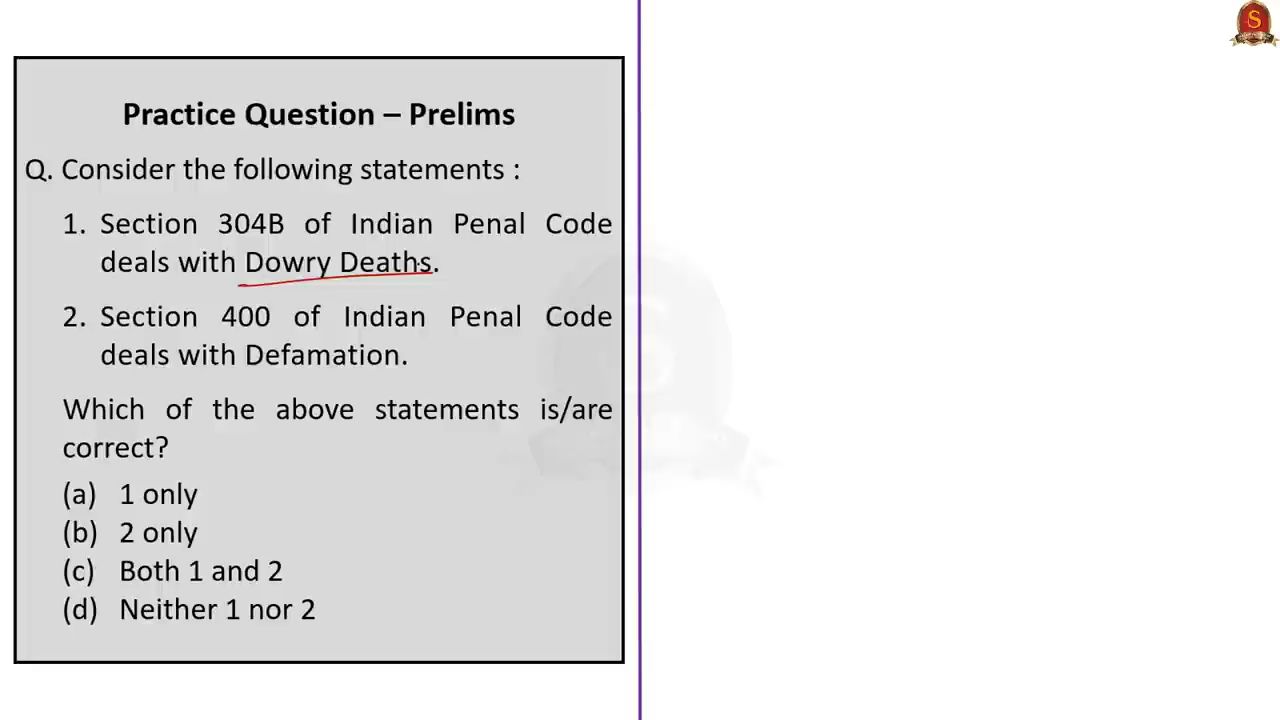 Practice Question – Prelims
Q. Consider the following statements :
1. Section 304B of Indian Penal Code
deals with Dowry Deaths.
2. Section 400 of Indian Penal Code
deals with Defamation.
Which of the above statements is/are
correct?
(a) 1 only
(b) 2 only
(c) Both 1 and 2
(d) Neither 1 nor 2
S